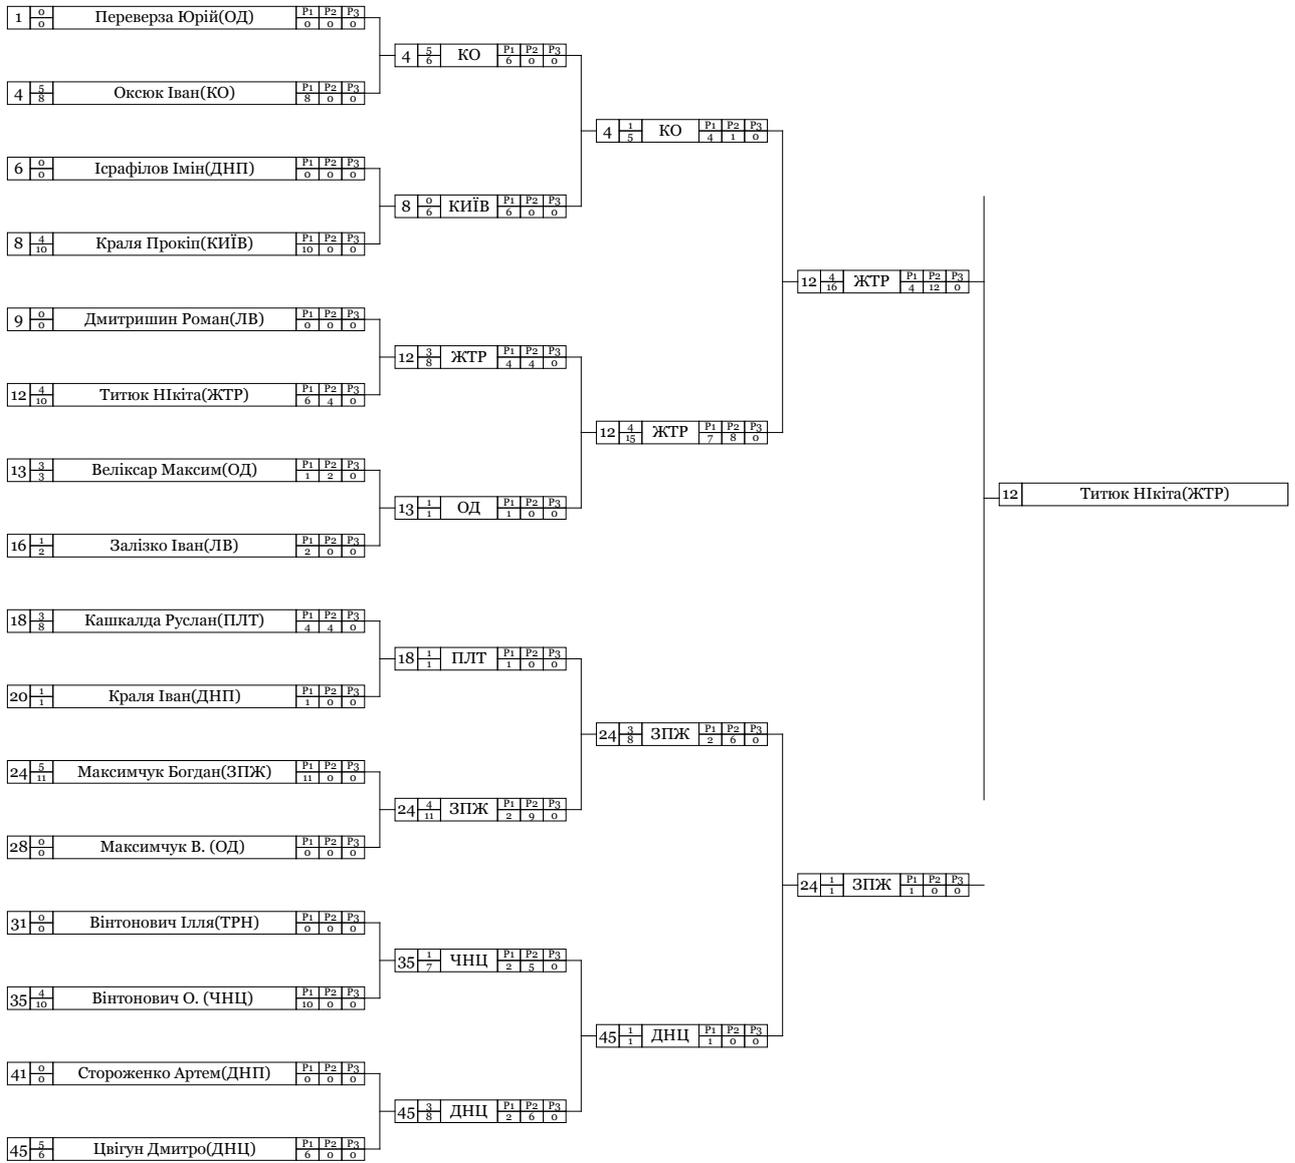 1 0 0 Переверза Юрій(ОД) P1 P2 P3 0 0 0
4 5 6 КО P1 P2 P3 6 0 0
4 5 8 Оксюк Іван(КО) P1 P2 P3 8 0 0
4 1 5 КО P1 P2 P3 4 1 0
6 0 0 Ісрафілов Імін(ДНП) P1 P2 P3 0 0 0
8 0 6 КИЇВ P1 P2 P3 6 0 0
8 4 10 Краля Прокіп(КИЇВ) P1 P2 P3 10 0 0
12 4 16 ЖТР P1 P2 P3 4 12 0
9 0 0 Дмитришин Роман(ЛВ) P1 P2 P3 0 0 0
12 3 8 ЖТР P1 P2 P3 4 4 0
12 4 10 Титюк НІкіта(ЖТР) P1 P2 P3 6 4 0
12 4 15 ЖТР P1 P2 P3 7 8 0
13 3 3 Веліксар Максим(ОД) P1 P2 P3 1 2 0
12 Титюк НІкіта(ЖТР)
13 1 1 ОД P1 P2 P3 1 0 0
16 1 2 Залізко Іван(ЛВ) P1 P2 P3 2 0 0
18 3 8 Кашкалда Руслан(ПЛТ) P1 P2 P3 4 4 0
18 1 1 ПЛТ P1 P2 P3 1 0 0
20 1 1 Краля Іван(ДНП) P1 P2 P3 1 0 0
24 3 8 ЗПЖ P1 P2 P3 2 6 0
24 5 11 Максимчук Богдан(ЗПЖ) P1 P2 P3 11 0 0
24 4 11 ЗПЖ P1 P2 P3 2 9 0
28 0 0 Максимчук В. (ОД) P1 P2 P3 0 0 0
24 1 1 ЗПЖ P1 P2 P3 1 0 0
31 0 0 Вінтонович Ілля(ТРН) P1 P2 P3 0 0 0
35 1 7 ЧНЦ P1 P2 P3 2 5 0
35 4 10 Вінтонович О. (ЧНЦ) P1 P2 P3 10 0 0
45 1 1 ДНЦ P1 P2 P3 1 0 0
41 0 0 Стороженко Артем(ДНП) P1 P2 P3 0 0 0
45 3 8 ДНЦ P1 P2 P3 2 6 0
45 5 6 Цвігун Дмитро(ДНЦ) P1 P2 P3 6 0 0